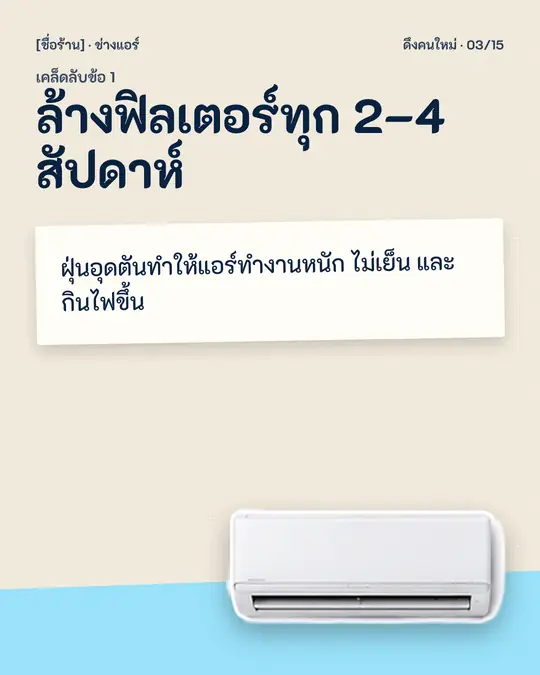 [ชื่อร้าน] · ช่างแอร์
ดึงคนใหม่ · 03/15
เคล็ดลับข้อ 1
ล้างฟิลเตอร์ทุก 2–4
สัปดาห์
ฝุ่นอุดตันทำให้แอร์ทำงานหนัก ไม่เย็น และ
กินไฟขึ้น